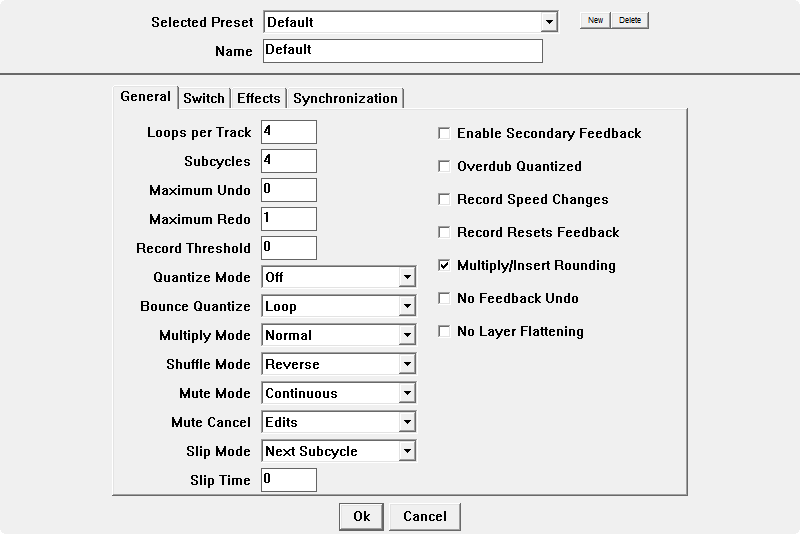 Selected Preset Default New Delete
Name Default
General Switch Effects Synchronization
Loops per Track 4 Enable Secondary Feedback
Subcycles 4 Overdub Quantized
Maximum Undo 0 Record Speed Changes
Maximum Redo 1 Record Resets Feedback
Record Threshold 0 Multiply/Insert Rounding
Quantize Mode Off No Feedback Undo
Bounce Quantize Loop No Layer Flattening
Multiply Mode Normal
Shuffle Mode Reverse
Mute Mode Continuous
Mute Cancel Edits
Slip Mode Next Subcycle
Slip Time 0
Ok Cancel